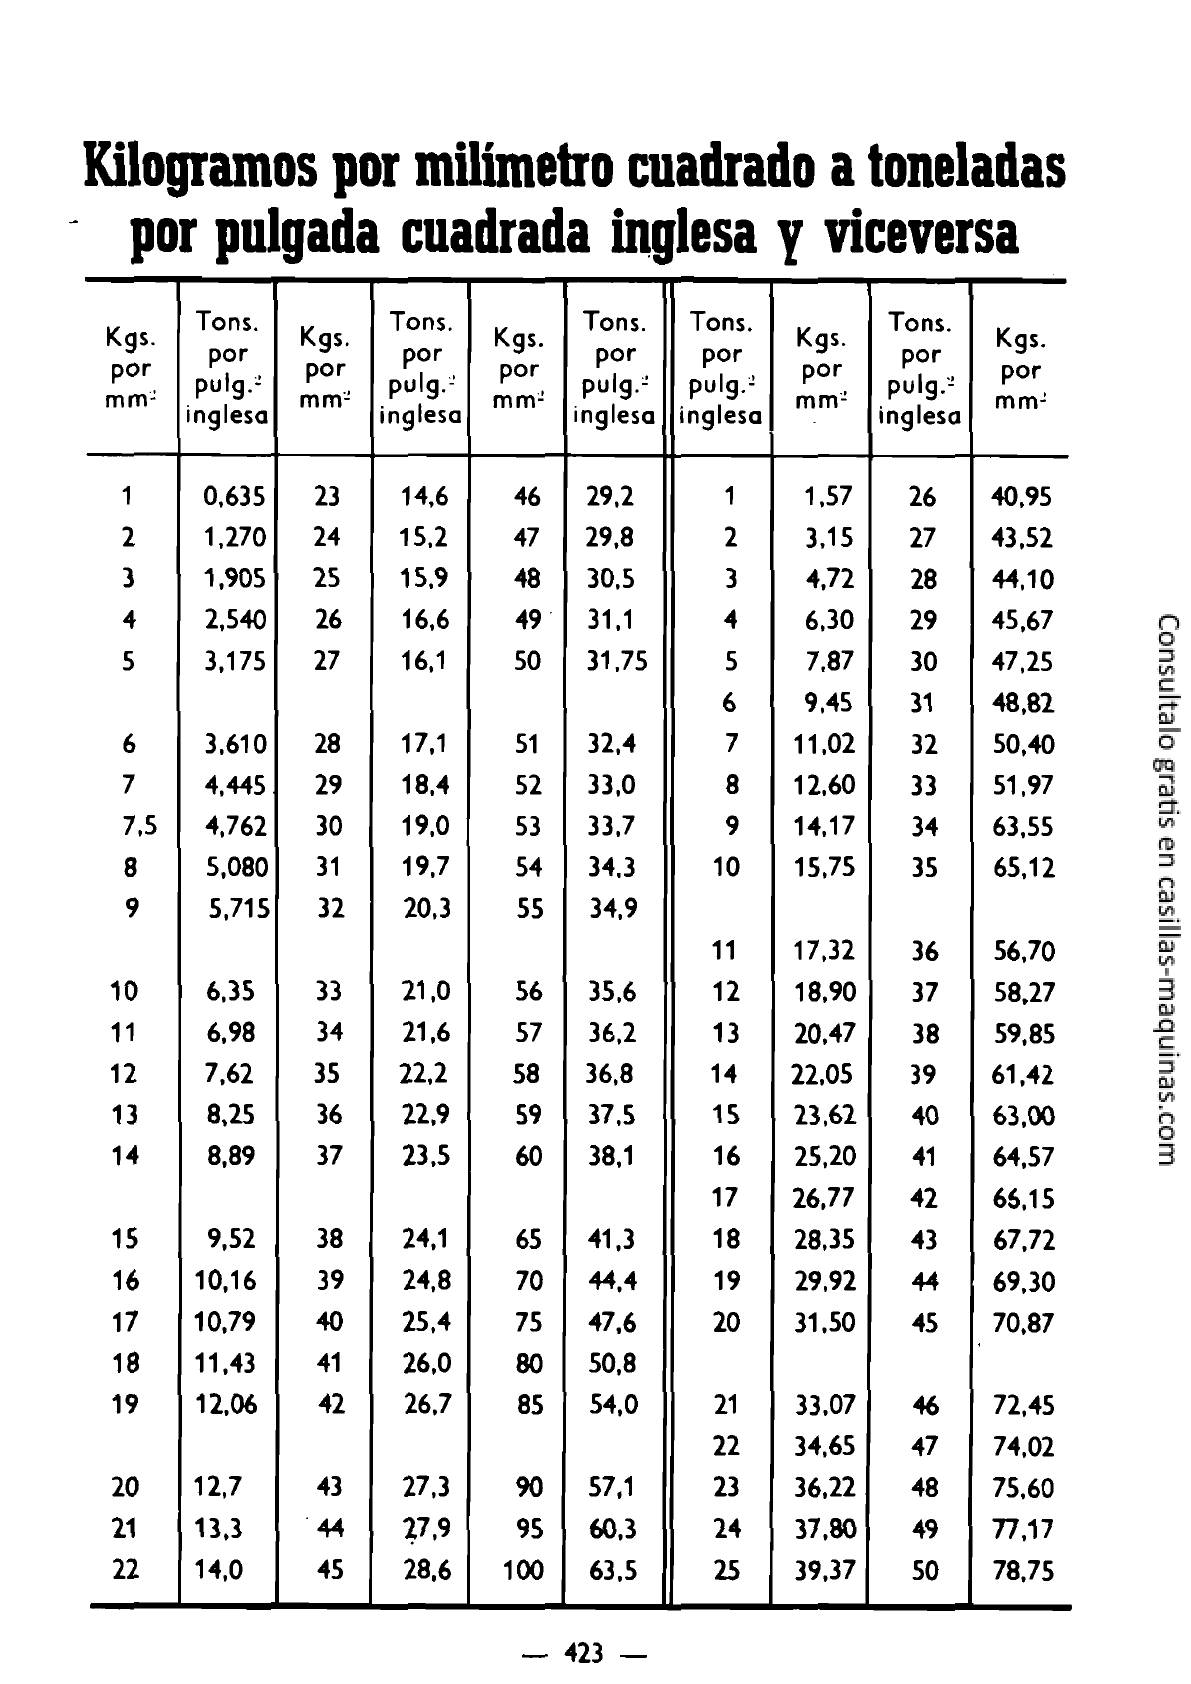 Kilogramos por milímetro cuadrado a toneladas
por pulgada cuadrada inglesa y viceversa
Kgs. por mm² Tons. por pulg.² inglesa Kgs. por mm² Tons. por pulg.² inglesa Kgs. por mm² Tons. por pulg.² inglesa Tons. por pulg.² inglesa Kgs. por mm² Tons. por pulg.² inglesa Kgs. por mm²
1 0,635 23 14,6 46 29,2 1 1,57 26 40,95
2 1,270 24 15,2 47 29,8 2 3,15 27 43,52
3 1,905 25 15,9 48 30,5 3 4,72 28 44,10
4 2,540 26 16,6 49 31,1 4 6,30 29 45,67
5 3,175 27 16,1 50 31,75 5 7,87 30 47,25
6 9,45 31 48,82
6 3,610 28 17,1 51 32,4 7 11,02 32 50,40
7 4,445 29 18,4 52 33,0 8 12,60 33 51,97
7,5 4,762 30 19,0 53 33,7 9 14,17 34 63,55
8 5,080 31 19,7 54 34,3 10 15,75 35 65,12
9 5,715 32 20,3 55 34,9
11 17,32 36 56,70
10 6,35 33 21,0 56 35,6 12 18,90 37 58,27
11 6,98 34 21,6 57 36,2 13 20,47 38 59,85
12 7,62 35 22,2 58 36,8 14 22,05 39 61,42
13 8,25 36 22,9 59 37,5 15 23,62 40 63,00
14 8,89 37 23,5 60 38,1 16 25,20 41 64,57
17 26,77 42 66,15
15 9,52 38 24,1 65 41,3 18 28,35 43 67,72
16 10,16 39 24,8 70 44,4 19 29,92 44 69,30
17 10,79 40 25,4 75 47,6 20 31,50 45 70,87
18 11,43 41 26,0 80 50,8
19 12,06 42 26,7 85 54,0 21 33,07 46 72,45
22 34,65 47 74,02
20 12,7 43 27,3 90 57,1 23 36,22 48 75,60
21 13,3 44 27,9 95 60,3 24 37,80 49 77,17
22 14,0 45 28,6 100 63,5 25 39,37 50 78,75
— 423 —
Consultalo gratis en casillas-maquinas.com